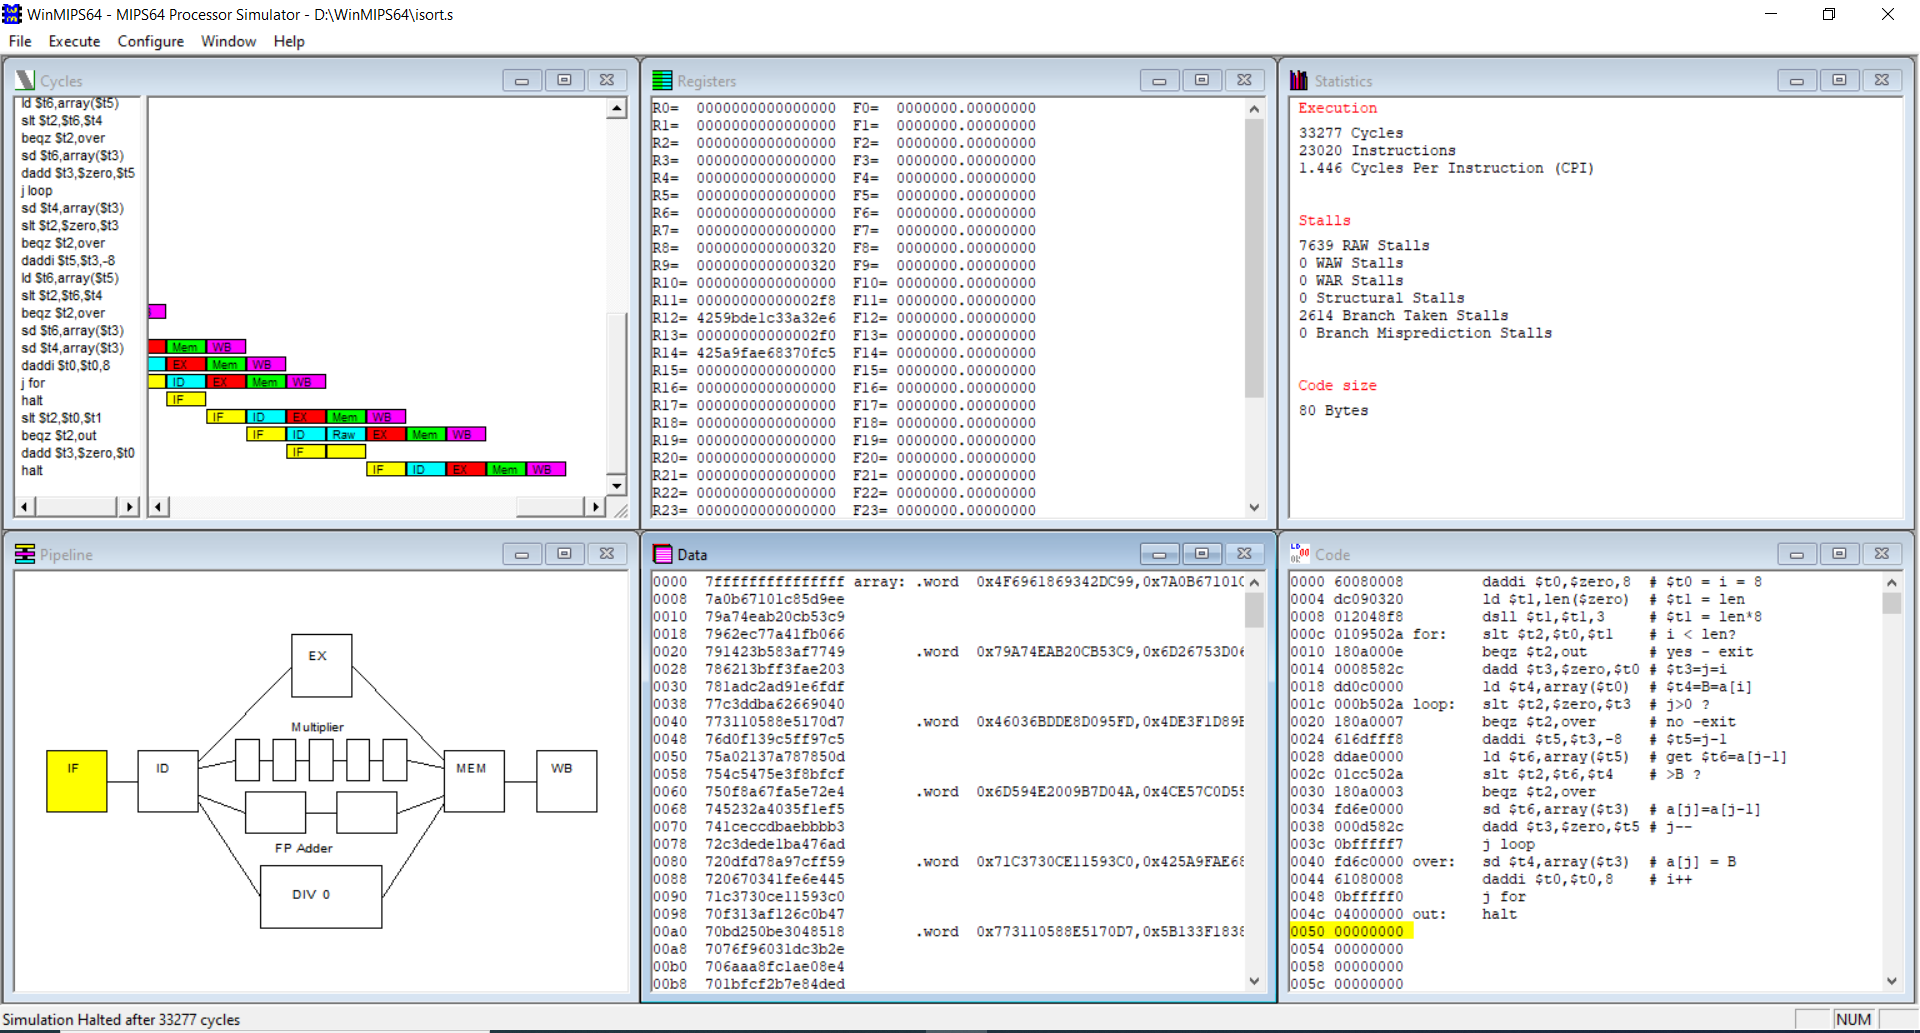 WinMIPS64 - MIPS64 Processor Simulator - D:\WinMIPS64\isort.s
File Execute Configure Window Help
Cycles
ld $t6,array($t5)
slt $t2,$t6,$t4
beqz $t2,over
sd $t6,array($t3)
dadd $t3,$zero,$t5
j loop
sd $t4,array($t3)
slt $t2,$zero,$t3
beqz $t2,over
daddi $t5,$t3,-8
ld $t6,array($t5)
slt $t2,$t6,$t4
beqz $t2,over
sd $t6,array($t3)
sd $t4,array($t3) Mem WB
daddi $t0,$t0,8 EX Mem WB
j for ID EX Mem WB
halt IF
slt $t2,$t0,$t1 IF ID EX Mem WB
beqz $t2,out IF ID Raw EX Mem WB
dadd $t3,$zero,$t0 IF
halt IF ID EX Mem WB
Registers
R0= 0000000000000000 F0= 0000000.00000000
R1= 0000000000000000 F1= 0000000.00000000
R2= 0000000000000000 F2= 0000000.00000000
R3= 0000000000000000 F3= 0000000.00000000
R4= 0000000000000000 F4= 0000000.00000000
R5= 0000000000000000 F5= 0000000.00000000
R6= 0000000000000000 F6= 0000000.00000000
R7= 0000000000000000 F7= 0000000.00000000
R8= 0000000000000320 F8= 0000000.00000000
R9= 0000000000000320 F9= 0000000.00000000
R10= 0000000000000000 F10= 0000000.00000000
R11= 00000000000002f8 F11= 0000000.00000000
R12= 4259bde1c33a32e6 F12= 0000000.00000000
R13= 00000000000002f0 F13= 0000000.00000000
R14= 425a9fae68370fc5 F14= 0000000.00000000
R15= 0000000000000000 F15= 0000000.00000000
R16= 0000000000000000 F16= 0000000.00000000
R17= 0000000000000000 F17= 0000000.00000000
R18= 0000000000000000 F18= 0000000.00000000
R19= 0000000000000000 F19= 0000000.00000000
R20= 0000000000000000 F20= 0000000.00000000
R21= 0000000000000000 F21= 0000000.00000000
R22= 0000000000000000 F22= 0000000.00000000
R23= 0000000000000000 F23= 0000000.00000000
Statistics
Execution
33277 Cycles
23020 Instructions
1.446 Cycles Per Instruction (CPI)
Stalls
7639 RAW Stalls
0 WAW Stalls
0 WAR Stalls
0 Structural Stalls
2614 Branch Taken Stalls
0 Branch Misprediction Stalls
Code size
80 Bytes
Pipeline
EX
Multiplier
IF ID MEM WB
FP Adder
DIV 0
Data
0000 7fffffffffffffff array: .word 0x4F6961869342DC99,0x7A0B67101C
0008 7a0b67101c85d9ee
0010 79a74eab20cb53c9
0018 7962ec77a41fb066
0020 791423b583af7749 .word 0x79A74EAB20CB53C9,0x6D26753D06
0028 786213bff3fae203
0030 781adc2ad91e6fdf
0038 77c3ddba62669040
0040 773110588e5170d7 .word 0x46036BDDE8D095FD,0x4DE3F1D89E
0048 76d0f139c5ff97c5
0050 75a02137a787850d
0058 754c5475e3f8bfcf
0060 750f8a67fa5e72e4 .word 0x6D594E2009B7D04A,0x4CE57C0D55
0068 745232a4035f1ef5
0070 741ceccdbaebbbb3
0078 72c3dede1ba476ad
0080 720dfd78a97cff59 .word 0x71C3730CE11593C0,0x425A9FAE68
0088 720670341fe6e445
0090 71c3730ce11593c0
0098 70f313af126c0b47
00a0 70bd250be3048518 .word 0x773110588E5170D7,0x5B133F1838
00a8 7076f96031dc3b2e
00b0 706aaa8fc1ae08e4
00b8 701bfcf2b7e84ded
Code
0000 60080008 daddi $t0,$zero,8 # $t0 = i = 8
0004 dc090320 ld $t1,len($zero) # $t1 = len
0008 012048f8 dsll $t1,$t1,3 # $t1 = len*8
000c 0109502a for: slt $t2,$t0,$t1 # i < len?
0010 180a000e beqz $t2,out # yes - exit
0014 0008582c dadd $t3,$zero,$t0 # $t3=j=i
0018 dd0c0000 ld $t4,array($t0) # $t4=B=a[i]
001c 000b502a loop: slt $t2,$zero,$t3 # j>0 ?
0020 180a0007 beqz $t2,over # no -exit
0024 616dfff8 daddi $t5,$t3,-8 # $t5=j-1
0028 ddae0000 ld $t6,array($t5) # get $t6=a[j-1]
002c 01cc502a slt $t2,$t6,$t4 # >B ?
0030 180a0003 beqz $t2,over
0034 fd6e0000 sd $t6,array($t3) # a[j]=a[j-1]
0038 000d582c dadd $t3,$zero,$t5 # j--
003c 0bfffff7 j loop
0040 fd6c0000 over: sd $t4,array($t3) # a[j] = B
0044 61080008 daddi $t0,$t0,8 # i++
0048 0bfffff0 j for
004c 04000000 out: halt
0050 00000000
0054 00000000
0058 00000000
005c 00000000
Simulation Halted after 33277 cycles
NUM